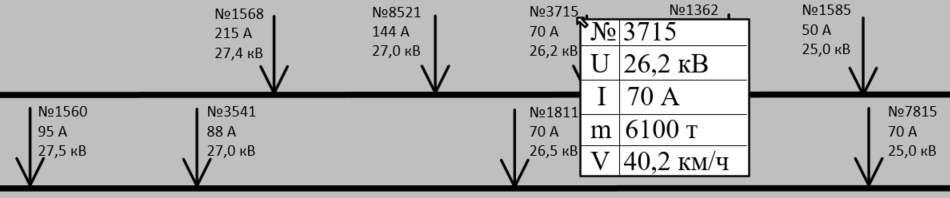 №1568
215 А
27,4 кВ
№8521
144 А
27,0 кВ
№3715
70 А
26,2 кВ
№1362
№1585
50 А
25,0 кВ
№ 3715
U 26,2 кВ
I 70 А
m 6100 т
V 40,2 км/ч
№1560
95 А
27,5 кВ
№3541
88 А
27,0 кВ
№1811
70 А
26,5 кВ
№7815
70 А
25,0 кВ